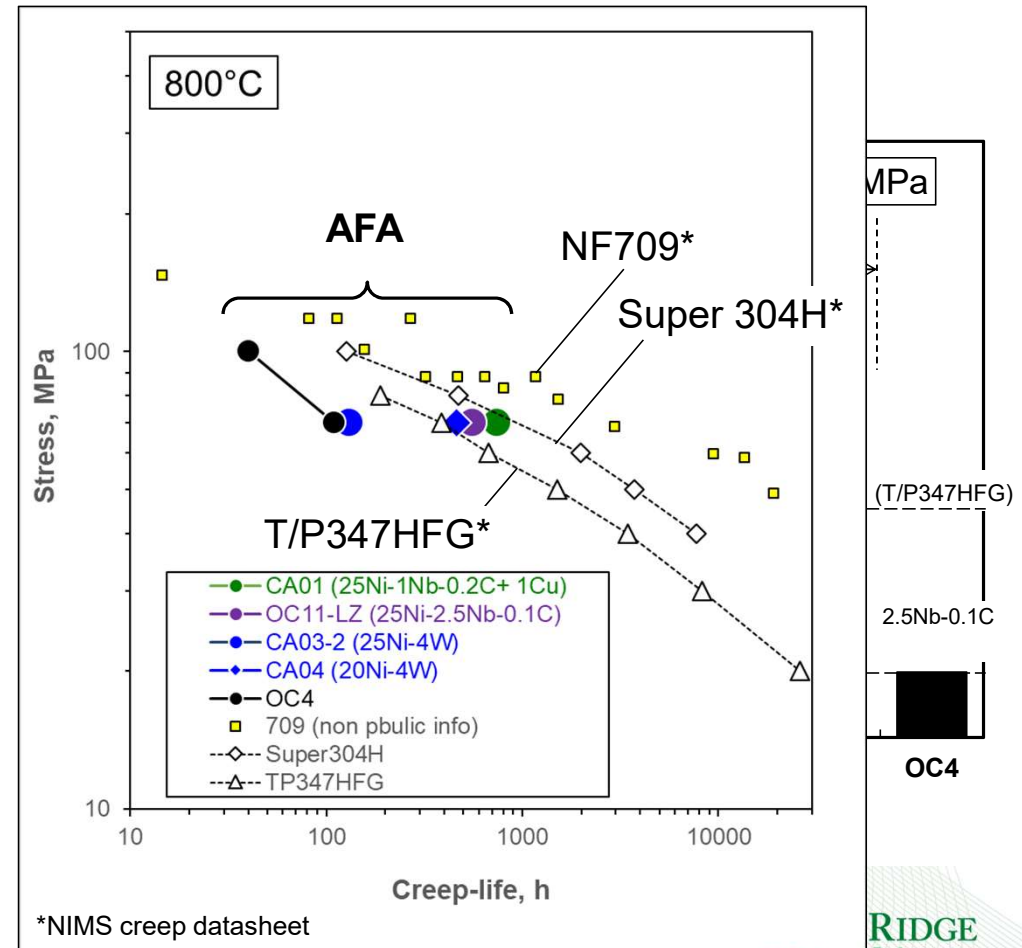 800°C
MPa
AFA
NF709*
Super 304H*
100
Stress, MPa
(T/P347HFG)
T/P347HFG*
CA01 (25Ni-1Nb-0.2C+ 1Cu)
OC11-LZ (25Ni-2.5Nb-0.1C)
CA03-2 (25Ni-4W)
CA04 (20Ni-4W)
OC4
709 (non pbulic info)
Super304H
TP347HFG
2.5Nb-0.1C
OC4
10
10 100 1000 10000
Creep-life, h
*NIMS creep datasheet
RIDGE